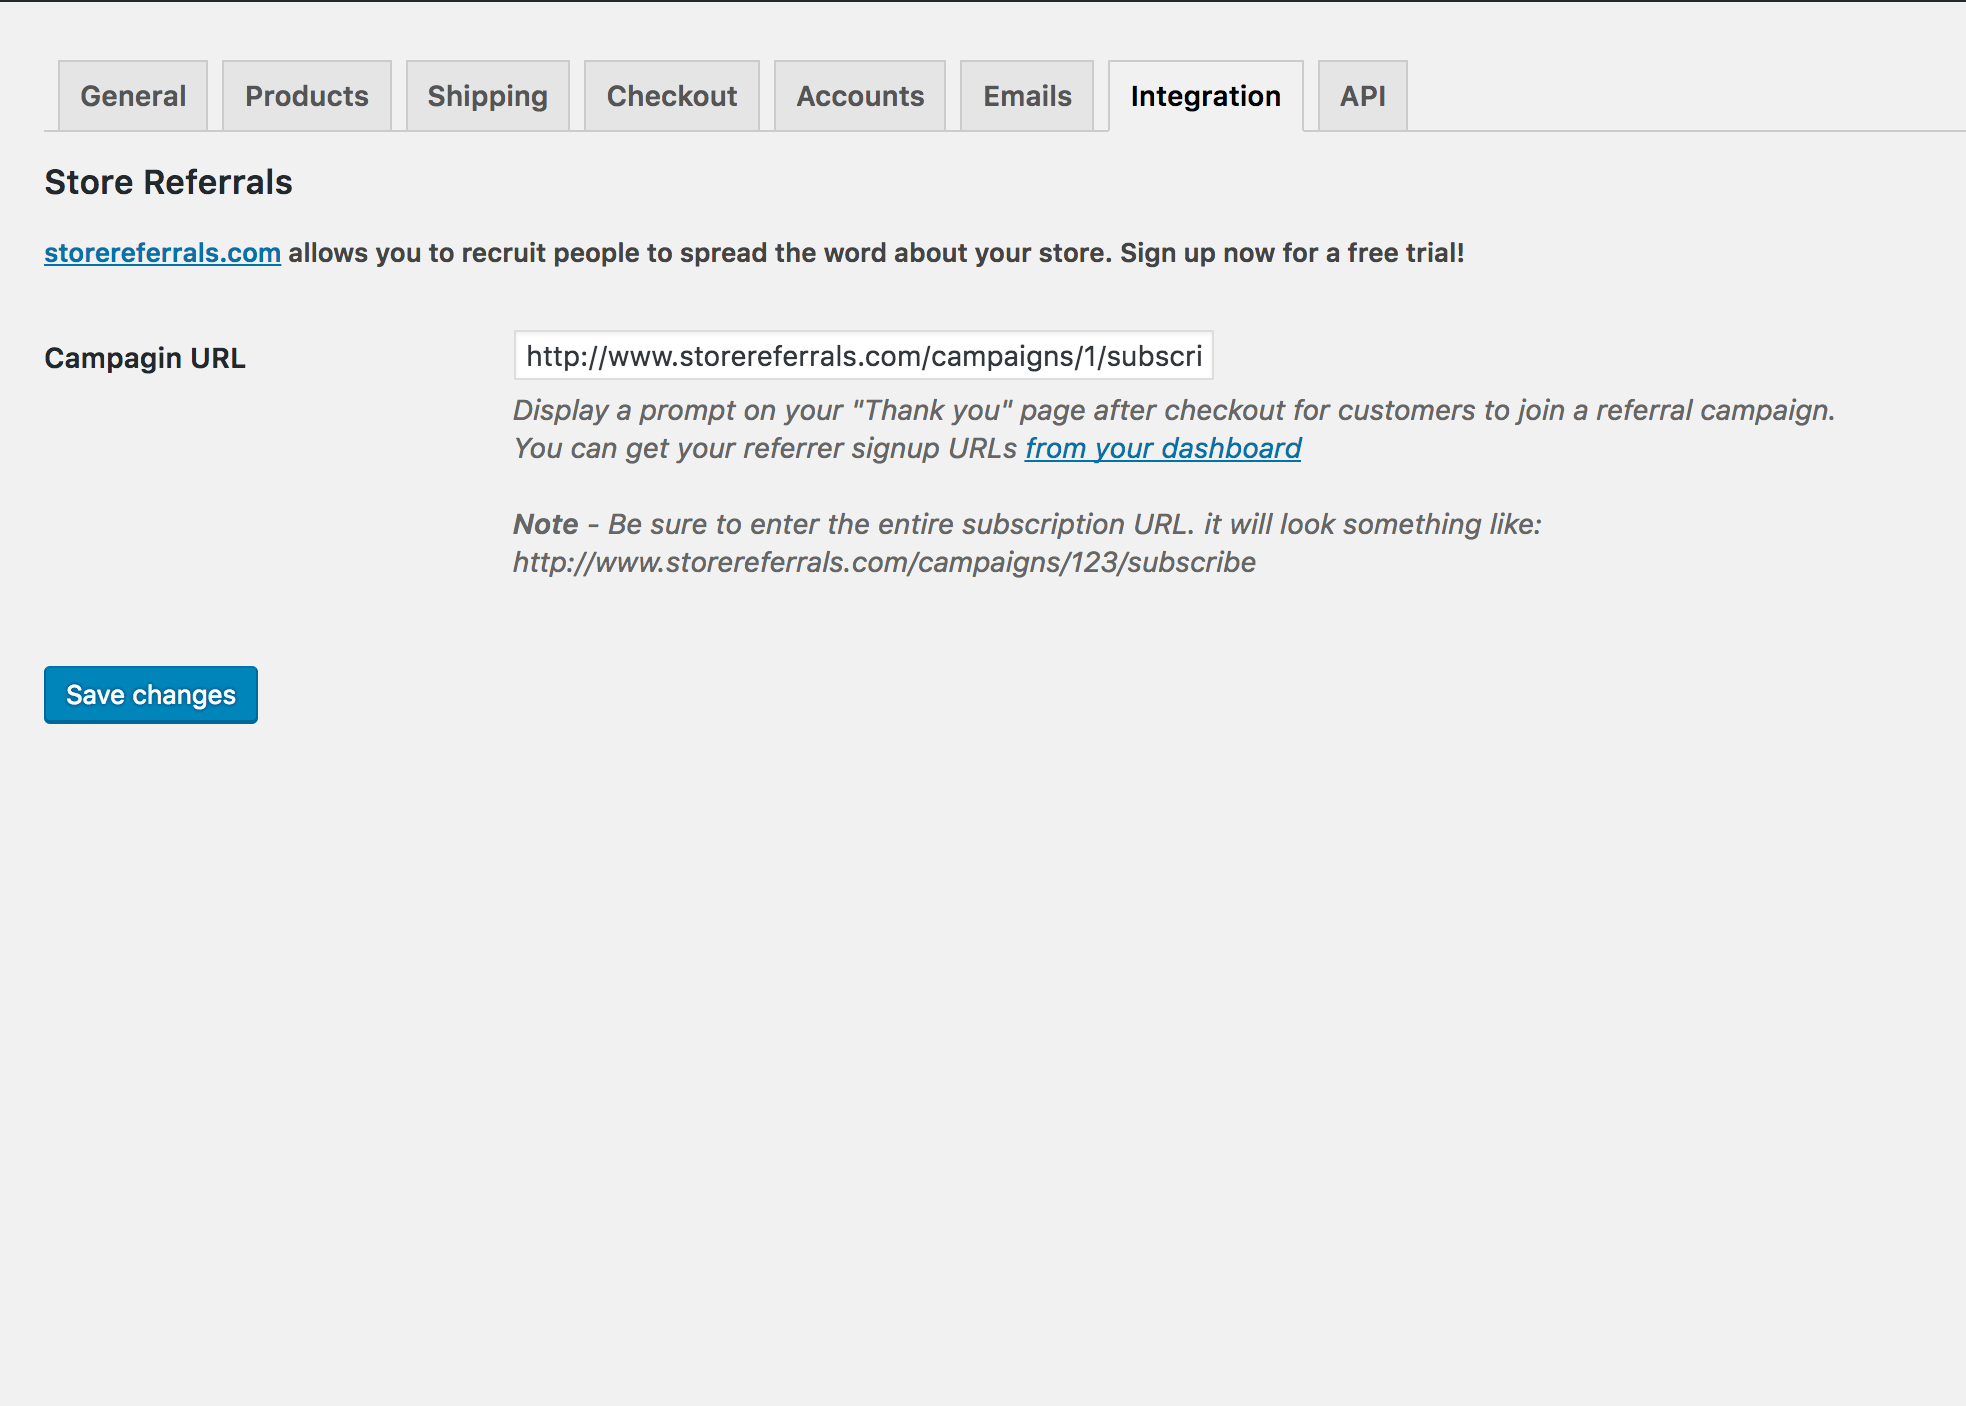 General Products Shipping Checkout Accounts Emails Integration API
Store Referrals
storereferrals.com allows you to recruit people to spread the word about your store. Sign up now for a free trial!
Campagin URL http://www.storereferrals.com/campaigns/1/subscri
Display a prompt on your "Thank you" page after checkout for customers to join a referral campaign.
You can get your referrer signup URLs from your dashboard
Note - Be sure to enter the entire subscription URL. it will look something like:
http://www.storereferrals.com/campaigns/123/subscribe
Save changes